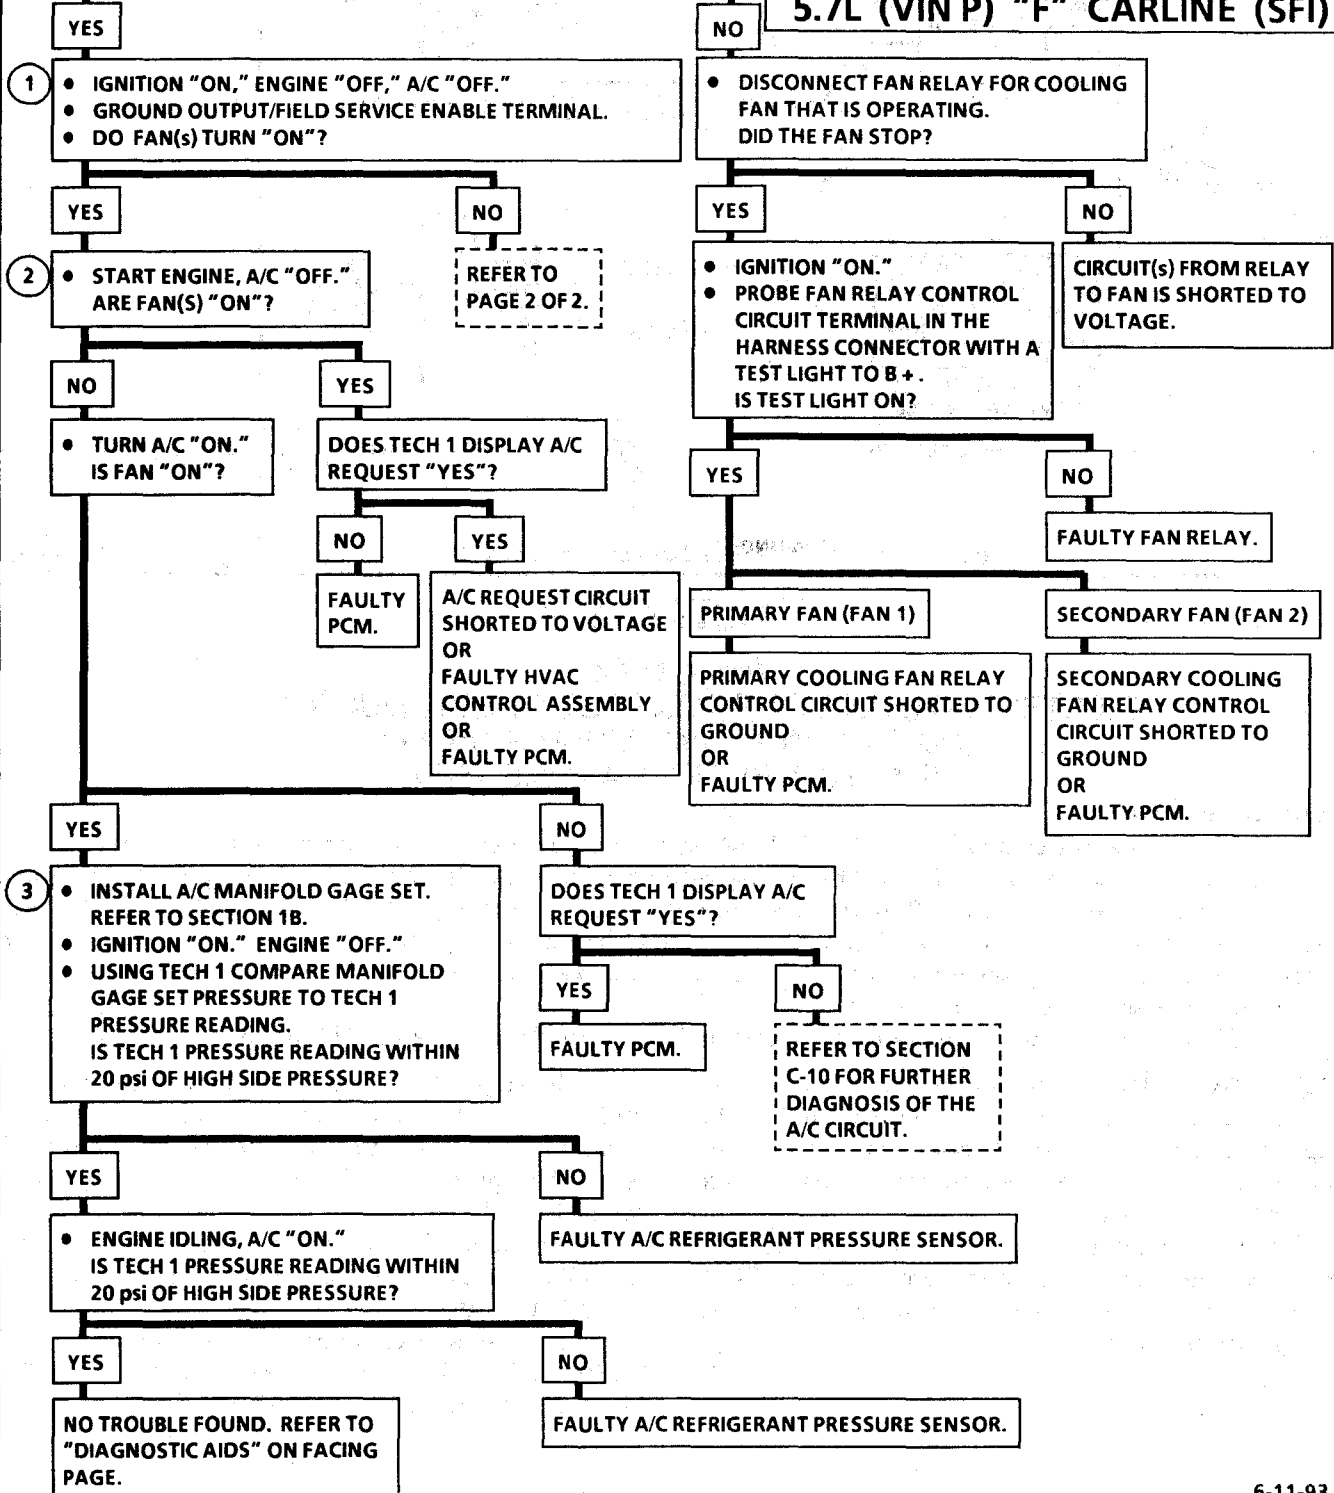 5.7L (VIN P) "F" CARLINE (SFI)
YES
NO
1
● IGNITION "ON," ENGINE "OFF," A/C "OFF."
● GROUND OUTPUT/FIELD SERVICE ENABLE TERMINAL.
● DO FAN(s) TURN "ON"?
● DISCONNECT FAN RELAY FOR COOLING
FAN THAT IS OPERATING.
DID THE FAN STOP?
YES
NO
YES
NO
2
● START ENGINE, A/C "OFF."
ARE FAN(S) "ON"?
REFER TO
PAGE 2 OF 2.
● IGNITION "ON."
● PROBE FAN RELAY CONTROL
CIRCUIT TERMINAL IN THE
HARNESS CONNECTOR WITH A
TEST LIGHT TO B+.
IS TEST LIGHT ON?
CIRCUIT(s) FROM RELAY
TO FAN IS SHORTED TO
VOLTAGE.
NO
YES
● TURN A/C "ON."
IS FAN "ON"?
DOES TECH 1 DISPLAY A/C
REQUEST "YES"?
YES
NO
NO
YES
FAULTY FAN RELAY.
FAULTY
PCM.
A/C REQUEST CIRCUIT
SHORTED TO VOLTAGE
OR
FAULTY HVAC
CONTROL ASSEMBLY
OR
FAULTY PCM.
PRIMARY FAN (FAN 1)
SECONDARY FAN (FAN 2)
PRIMARY COOLING FAN RELAY
CONTROL CIRCUIT SHORTED TO
GROUND
OR
FAULTY PCM.
SECONDARY COOLING
FAN RELAY CONTROL
CIRCUIT SHORTED TO
GROUND
OR
FAULTY PCM.
YES
NO
3
● INSTALL A/C MANIFOLD GAGE SET.
REFER TO SECTION 1B.
● IGNITION "ON." ENGINE "OFF."
● USING TECH 1 COMPARE MANIFOLD
GAGE SET PRESSURE TO TECH 1
PRESSURE READING.
IS TECH 1 PRESSURE READING WITHIN
20 psi OF HIGH SIDE PRESSURE?
DOES TECH 1 DISPLAY A/C
REQUEST "YES"?
YES
NO
FAULTY PCM.
REFER TO SECTION
C-10 FOR FURTHER
DIAGNOSIS OF THE
A/C CIRCUIT.
YES
NO
● ENGINE IDLING, A/C "ON."
IS TECH 1 PRESSURE READING WITHIN
20 psi OF HIGH SIDE PRESSURE?
FAULTY A/C REFRIGERANT PRESSURE SENSOR.
YES
NO
NO TROUBLE FOUND. REFER TO
"DIAGNOSTIC AIDS" ON FACING
PAGE.
FAULTY A/C REFRIGERANT PRESSURE SENSOR.
6-11-93